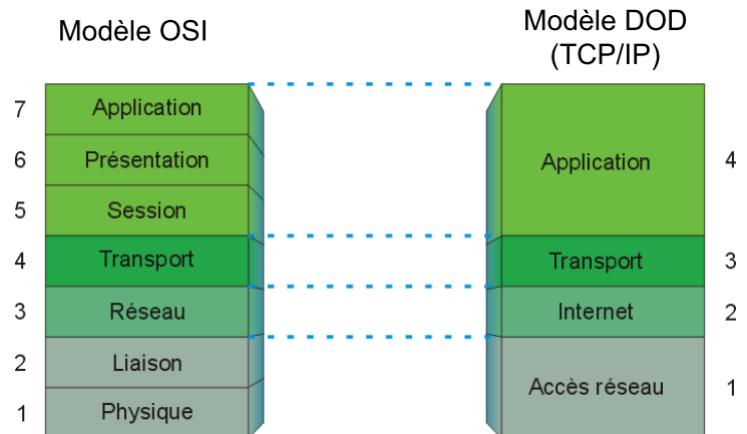 Modèle OSI
7 Application
6 Présentation
5 Session
4 Transport
3 Réseau
2 Liaison
1 Physique
Modèle DOD
(TCP/IP)
Application 4
Transport 3
Internet 2
Accès réseau 1